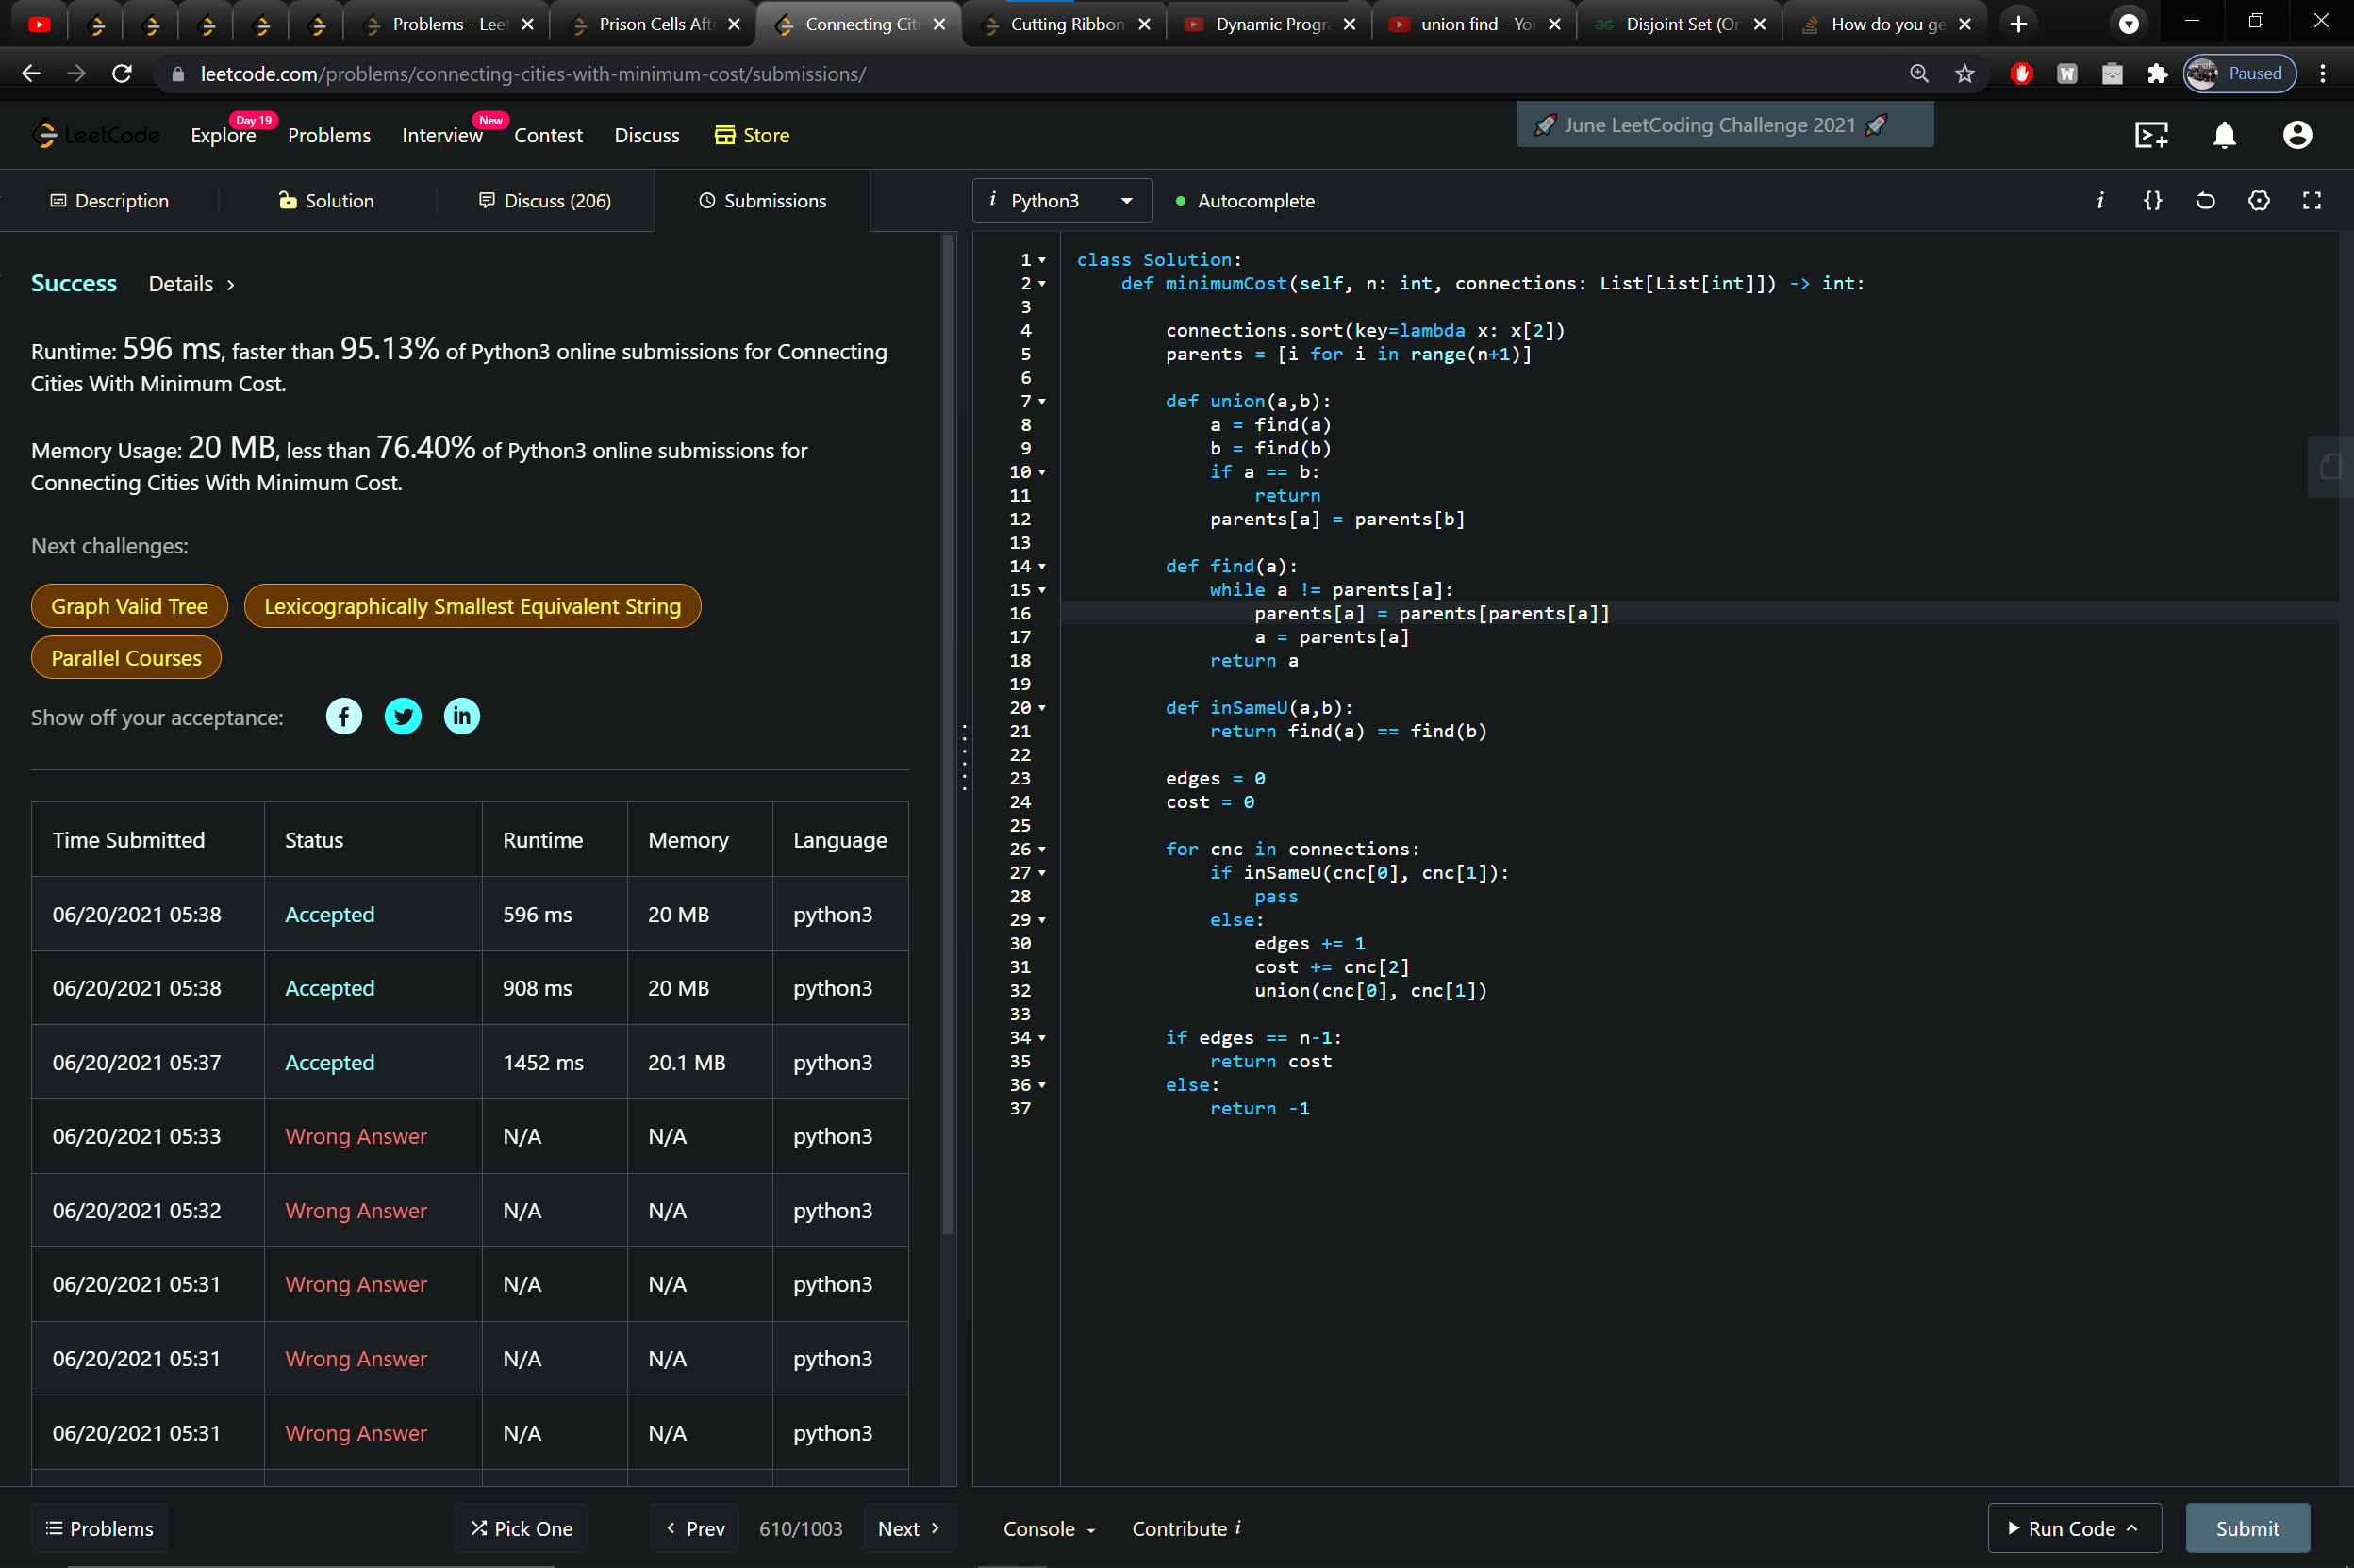 Problems - Leet
Prison Cells Aft
Connecting Citi
Cutting Ribbon
Dynamic Progr
union find - You
Disjoint Set (Or
How do you ge
leetcode.com/problems/connecting-cities-with-minimum-cost/submissions/
Paused
LeetCode
Explore
Day 19
Problems
Interview
New
Contest
Discuss
Store
June LeetCoding Challenge 2021
Description
Solution
Discuss (206)
Submissions
i Python3
Autocomplete
i {}
Success Details >
Runtime: 596 ms, faster than 95.13% of Python3 online submissions for Connecting
Cities With Minimum Cost.
Memory Usage: 20 MB, less than 76.40% of Python3 online submissions for
Connecting Cities With Minimum Cost.
Next challenges:
Graph Valid Tree
Lexicographically Smallest Equivalent String
Parallel Courses
Show off your acceptance:
Time Submitted Status Runtime Memory Language
06/20/2021 05:38 Accepted 596 ms 20 MB python3
06/20/2021 05:38 Accepted 908 ms 20 MB python3
06/20/2021 05:37 Accepted 1452 ms 20.1 MB python3
06/20/2021 05:33 Wrong Answer N/A N/A python3
06/20/2021 05:32 Wrong Answer N/A N/A python3
06/20/2021 05:31 Wrong Answer N/A N/A python3
06/20/2021 05:31 Wrong Answer N/A N/A python3
06/20/2021 05:31 Wrong Answer N/A N/A python3
1 class Solution:
2     def minimumCost(self, n: int, connections: List[List[int]]) -> int:
3
4         connections.sort(key=lambda x: x[2])
5         parents = [i for i in range(n+1)]
6
7         def union(a,b):
8             a = find(a)
9             b = find(b)
10             if a == b:
11                 return
12             parents[a] = parents[b]
13
14         def find(a):
15             while a != parents[a]:
16                 parents[a] = parents[parents[a]]
17                 a = parents[a]
18             return a
19
20         def inSameU(a,b):
21             return find(a) == find(b)
22
23         edges = 0
24         cost = 0
25
26         for cnc in connections:
27             if inSameU(cnc[0], cnc[1]):
28                 pass
29             else:
30                 edges += 1
31                 cost += cnc[2]
32                 union(cnc[0], cnc[1])
33
34         if edges == n-1:
35             return cost
36         else:
37             return -1
Problems
Pick One
< Prev
610/1003
Next >
Console
Contribute i
Run Code
Submit